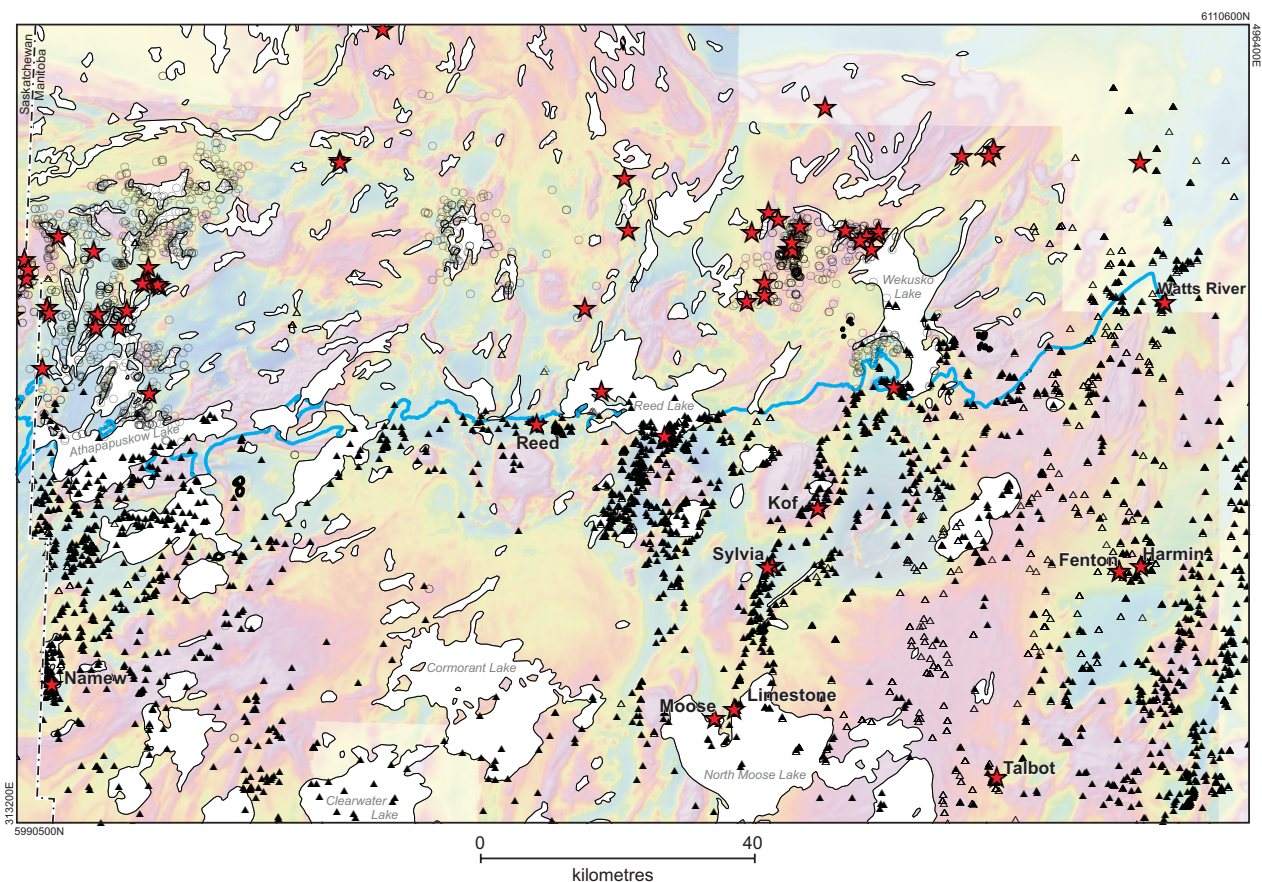 6110600N
496400E
Saskatchewan
Manitoba
Wekusko
Lake
Watts River
Reed Lake
Athapapuskow Lake
Reed
Kof
Sylvia
Fenton
Harmin
Cormorant Lake
Namew
Limestone
Moose
North Moose Lake
Talbot
Clearwater
Lake
313200E
5990500N
0 40
kilometres